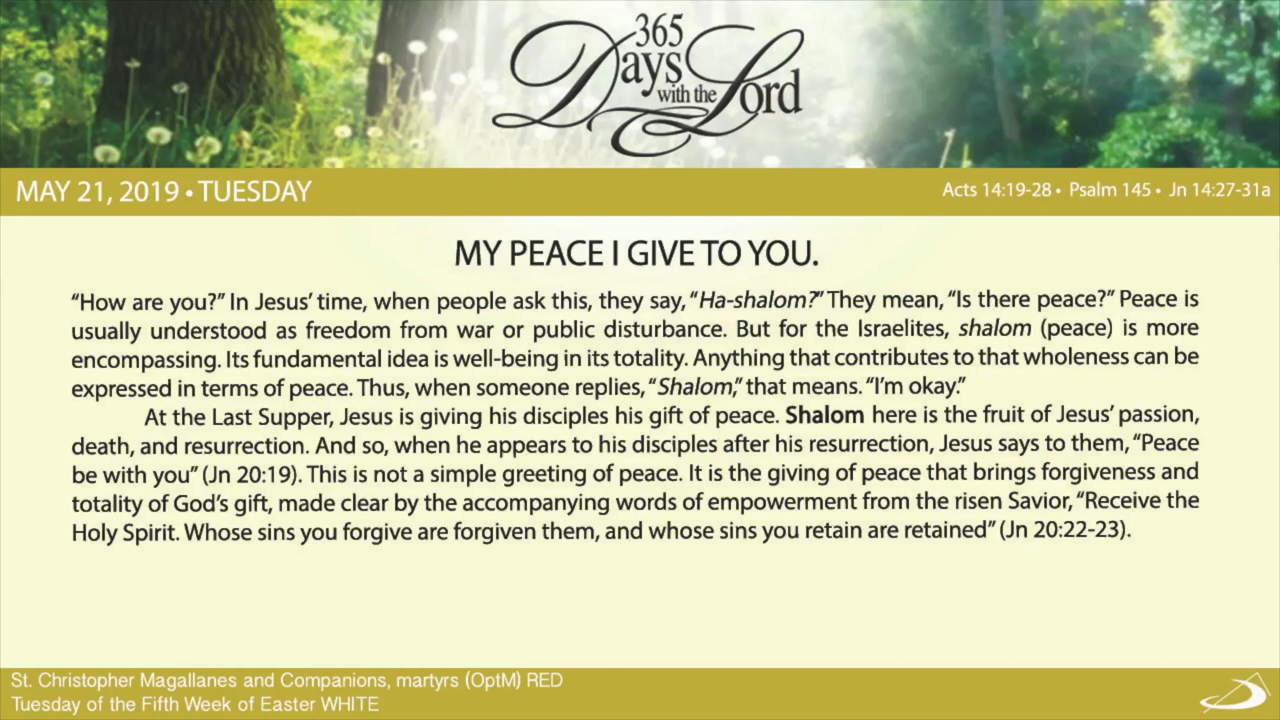 365
Days
with the Lord
MAY 21, 2019 • TUESDAY
Acts 14:19-28 • Psalm 145 • Jn 14:27-31a
MY PEACE I GIVE TO YOU.
“How are you?” In Jesus’ time, when people ask this, they say, “Ha-shalom?” They mean, “Is there peace?” Peace is
usually understood as freedom from war or public disturbance. But for the Israelites, shalom (peace) is more
encompassing. Its fundamental idea is well-being in its totality. Anything that contributes to that wholeness can be
expressed in terms of peace. Thus, when someone replies, “Shalom,” that means. “I’m okay.”
At the Last Supper, Jesus is giving his disciples his gift of peace. Shalom here is the fruit of Jesus’ passion,
death, and resurrection. And so, when he appears to his disciples after his resurrection, Jesus says to them, “Peace
be with you” (Jn 20:19). This is not a simple greeting of peace. It is the giving of peace that brings forgiveness and
totality of God’s gift, made clear by the accompanying words of empowerment from the risen Savior, “Receive the
Holy Spirit. Whose sins you forgive are forgiven them, and whose sins you retain are retained” (Jn 20:22-23).
St. Christopher Magallanes and Companions, martyrs (OptM) RED
Tuesday of the Fifth Week of Easter WHITE